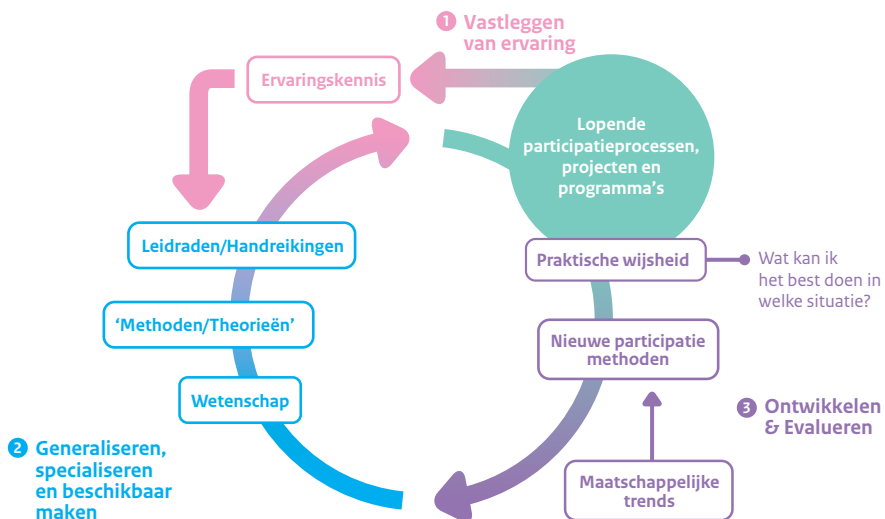 1 Vastleggen
van ervaring
Ervaringskennis
Lopende
participatieprocessen,
projecten en
programma’s
Leidraden/Handreikingen
Praktische wijsheid
Wat kan ik
het best doen in
welke situatie?
‘Methoden/Theorieën’
Nieuwe participatie
methoden
Wetenschap
3 Ontwikkelen
& Evalueren
2 Generaliseren,
specialiseren
en beschikbaar
maken
Maatschappelijke
trends